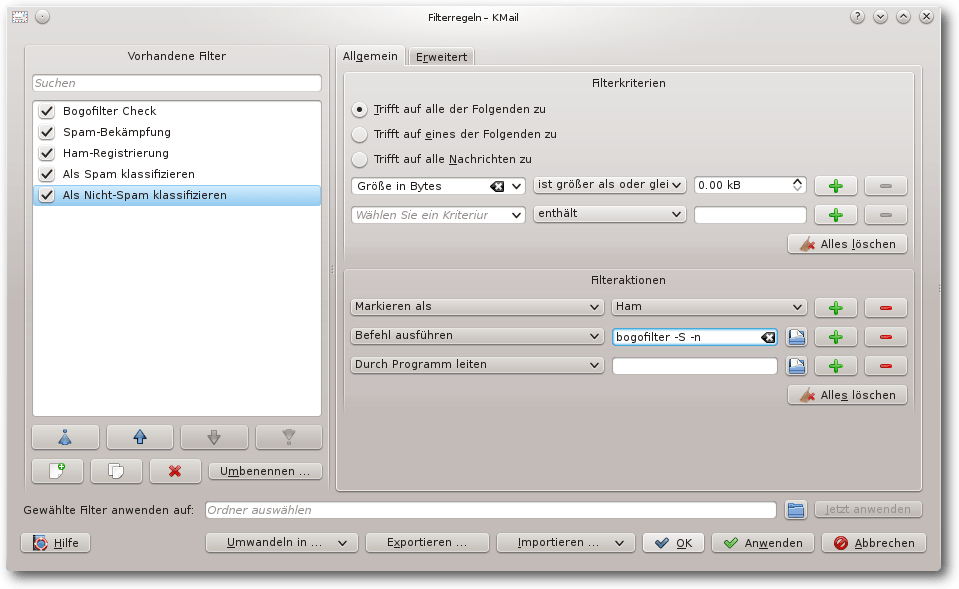 Filterregeln – KMail
Vorhandene Filter
Suchen
Bogofilter Check
Spam-Bekämpfung
Ham-Registrierung
Als Spam klassifizieren
Als Nicht-Spam klassifizieren
Umbenennen ...
Allgemein Erweitert
Filterkriterien
Trifft auf alle der Folgenden zu
Trifft auf eines der Folgenden zu
Trifft auf alle Nachrichten zu
Größe in Bytes ist größer als oder glei 0.00 kB
Wählen Sie ein Kriteriur enthält
Alles löschen
Filteraktionen
Markieren als Ham
Befehl ausführen bogofilter -S -n
Durch Programm leiten
Alles löschen
Gewählte Filter anwenden auf: Ordner auswählen Jetzt anwenden
Hilfe Umwandeln in ... Exportieren ... Importieren ... OK Anwenden Abbrechen